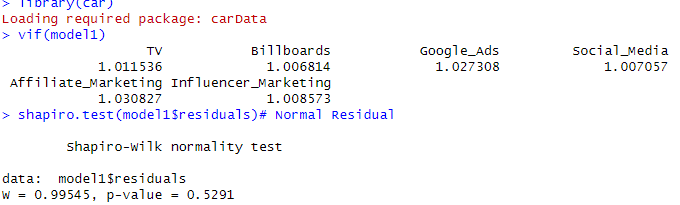 > library(car)
Loading required package: carData
> vif(model1)
TV Billboards Google_Ads Social_Media
1.011536 1.006814 1.027308 1.007057
Affiliate_Marketing Influencer_Marketing
1.030827 1.008573
> shapiro.test(model1$residuals)# Normal Residual
Shapiro-Wilk normality test
data: model1$residuals
W = 0.99545, p-value = 0.5291